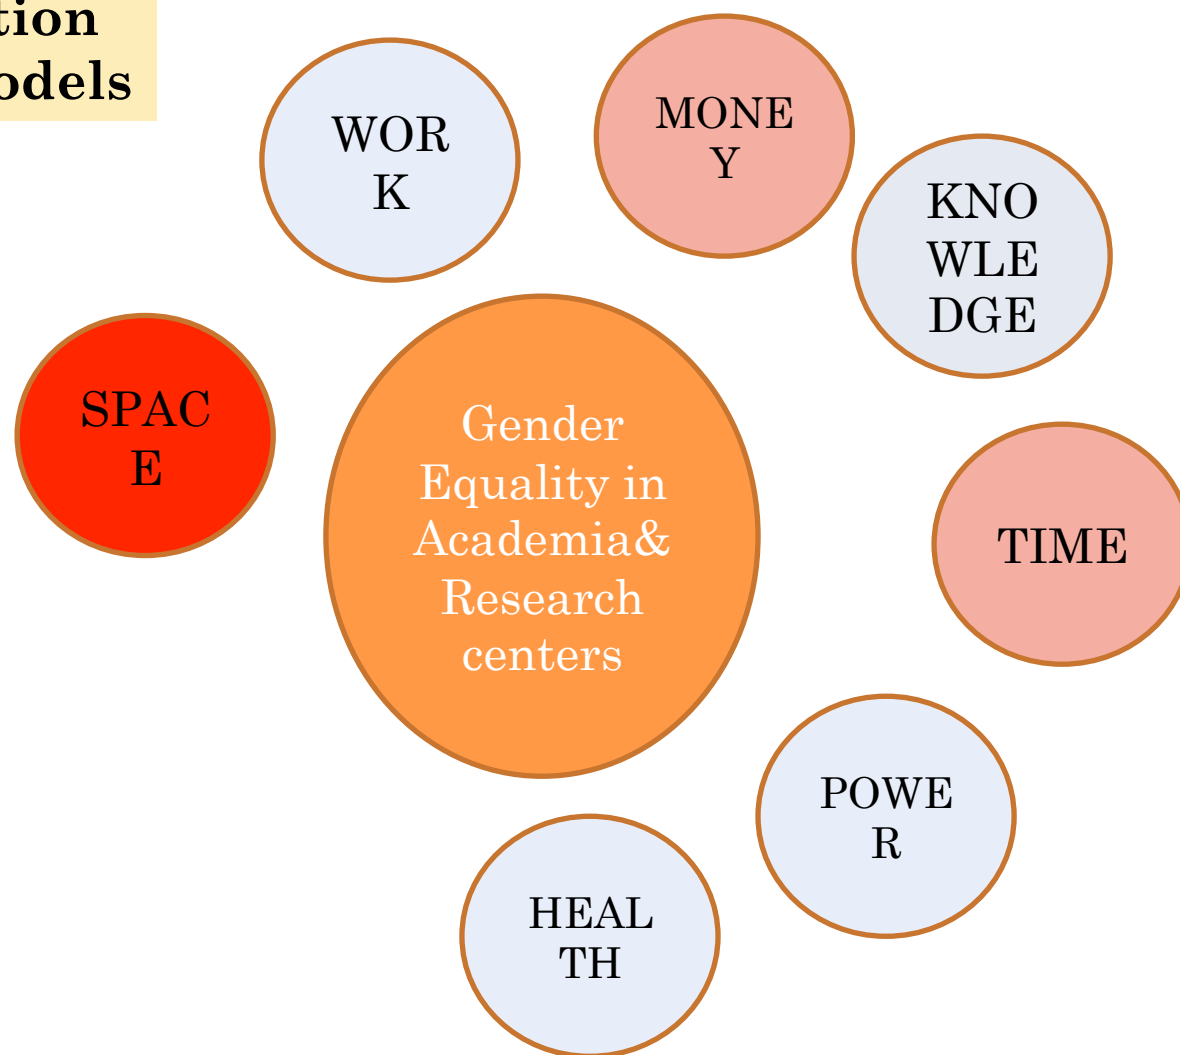 tion
odels
WOR
K
MONE
Y
KNO
WLE
DGE
SPAC
E
Gender
Equality in
Academia&
Research
centers
TIME
POWE
R
HEAL
TH